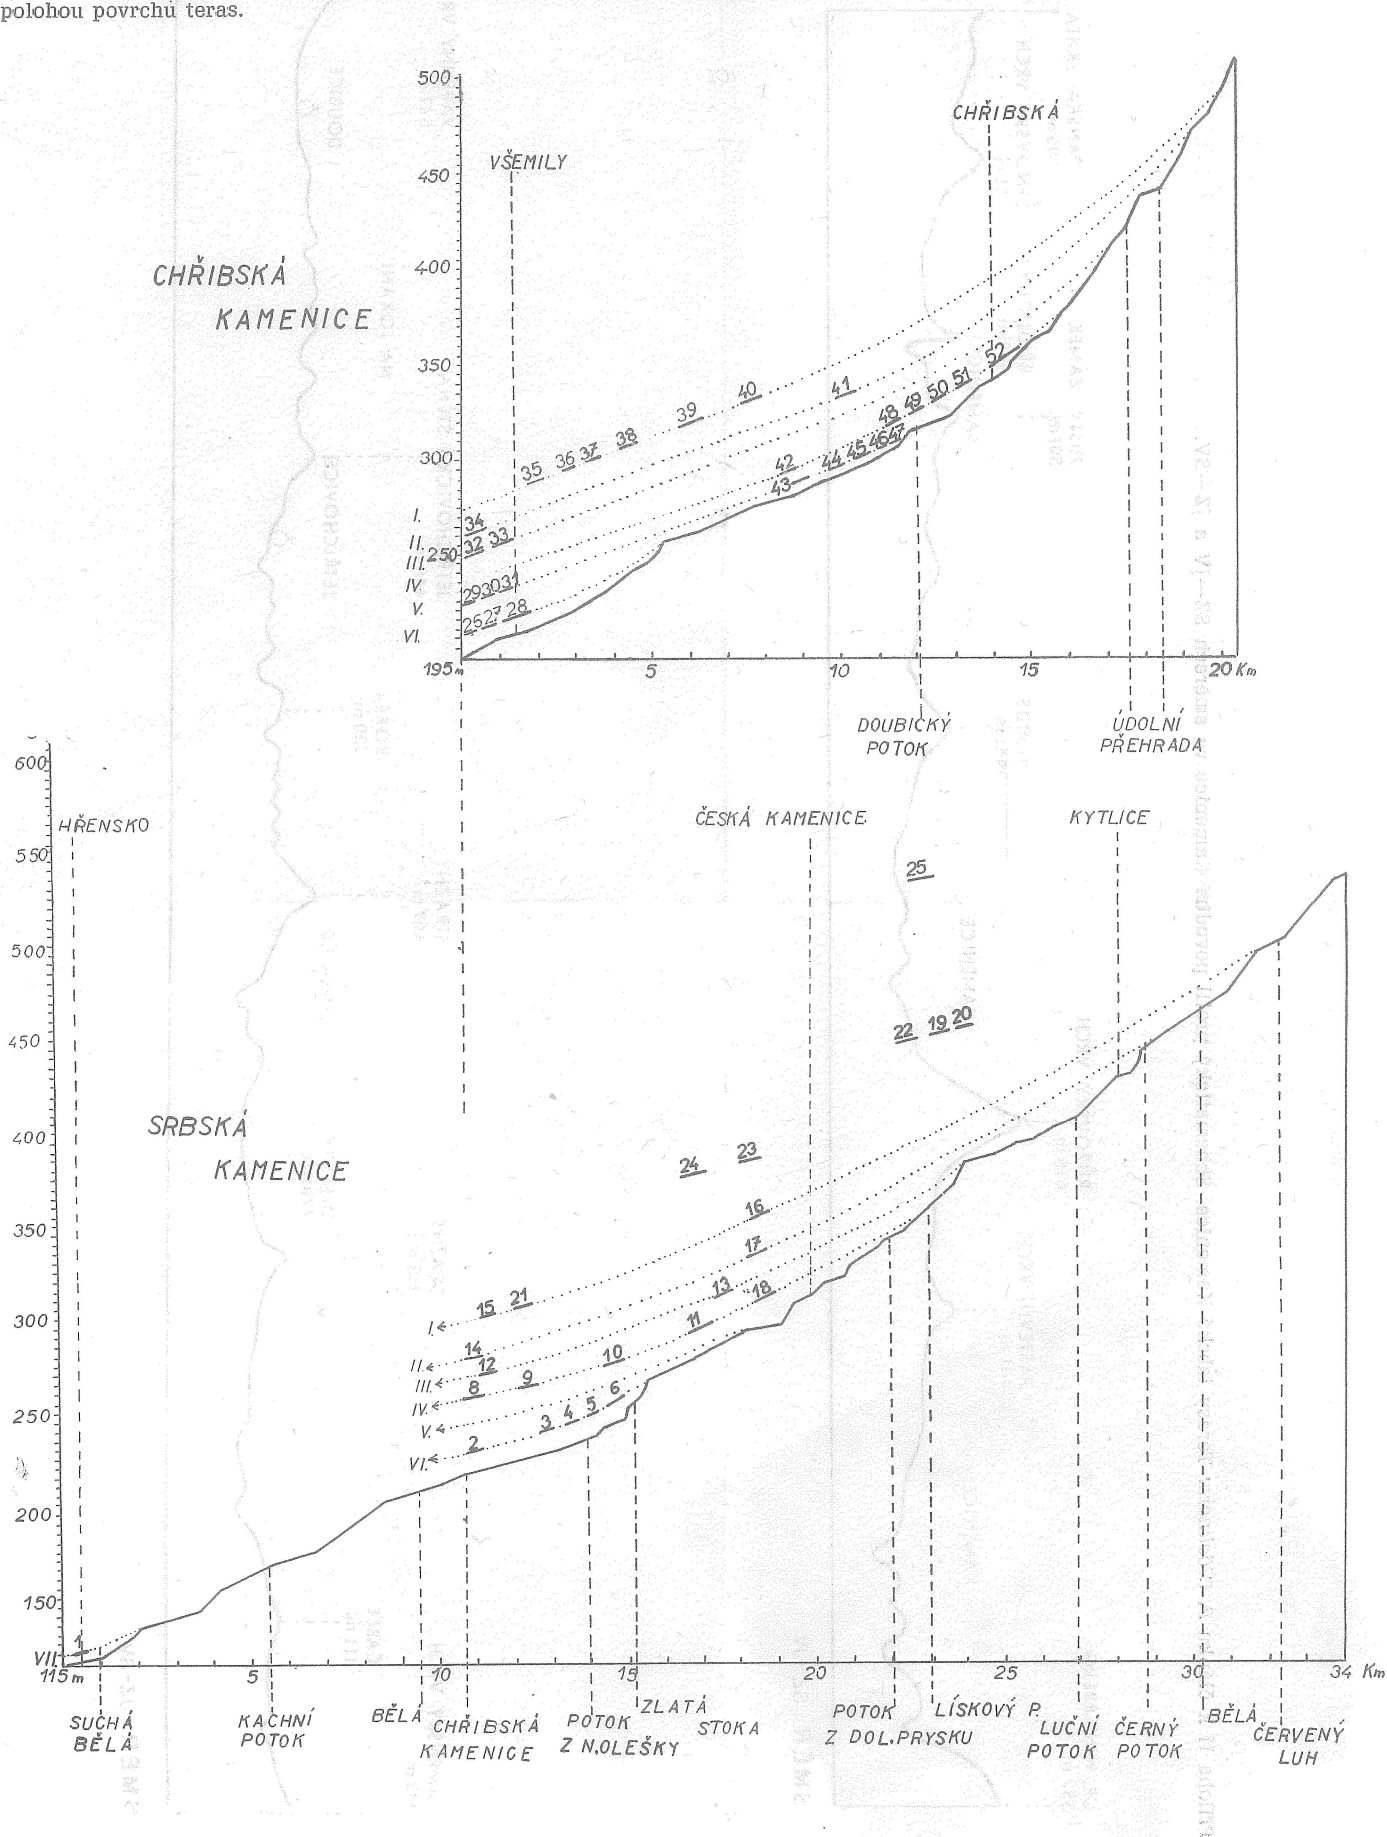 polohou povrchu teras.
500
CHŘIBSKÁ
VŠEMILY
450
CHŘIBSKÁ
KAMENICE
400
350
52
51
50
49
48
41
40
39
38
37
36
35
300
47
46
45
44
42
43
I.
34
II.
32 33
III.
250
IV.
29 30 31
V.
26 27 28
VI.
195 m 5 10 15 20 Km
DOUBICKÝ
POTOK
ÚDOLNÍ
PŘEHRADA
600
HŘENSKO
ČESKÁ KAMENICE
KYTLICE
550
25
500
22 19 20
450
SRBSKÁ
KAMENICE
400
24 23
16
350
17
13 18
15 21
300
I.
11
14
II.
12
10
III.
8 9
IV.
6
250
V.
3 4 5
2
VI.
200
150
1
VII.
115 m 5 10 15 20 25 30 34 Km
SUCHÁ
BĚLÁ
KACHNÍ
POTOK
BĚLÁ
CHŘIBSKÁ
KAMENICE
POTOK
Z N.OLEŠKY
ZLATÁ
STOKA
POTOK
Z DOL.PRYSKU
LÍSKOVÝ P.
LUČNÍ
POTOK
ČERNÝ
POTOK
BĚLÁ
ČERVENÝ
LUH